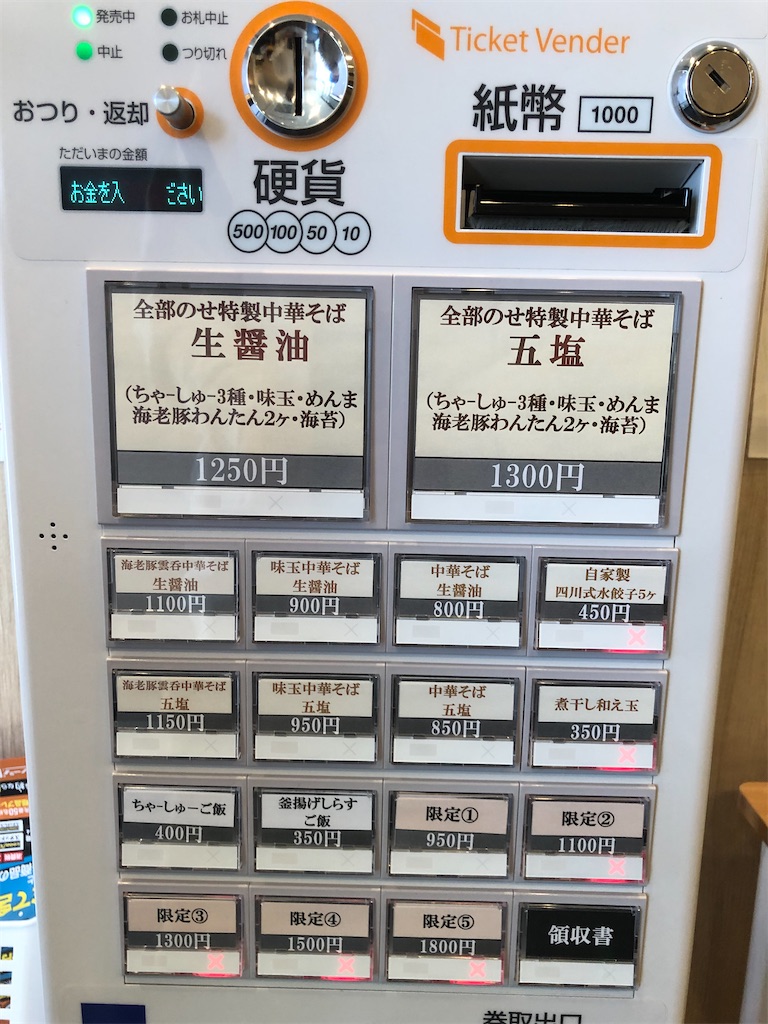 発売中
お札中止
中止
つり切れ
Ticket Vender
おつり・返却
紙幣
1000
ただいまの金額
お金を入 ださい
硬貨
500 100 50 10
全部のせ特製中華そば
生醤油
(ちゃーしゅー3種・味玉・めんま
海老豚わんたん2ヶ・海苔)
1250円
全部のせ特製中華そば
五塩
(ちゃーしゅー3種・味玉・めんま
海老豚わんたん2ヶ・海苔)
1300円
海老豚雲呑中華そば
生醤油
1100円
味玉中華そば
生醤油
900円
中華そば
生醤油
800円
自家製
四川式水餃子5ヶ
450円
海老豚雲呑中華そば
五塩
1150円
味玉中華そば
五塩
950円
中華そば
五塩
850円
煮干し和え玉
350円
ちゃーしゅーご飯
400円
釜揚げしらす
ご飯
350円
限定①
950円
限定②
1100円
限定③
1300円
限定④
1500円
限定⑤
1800円
領収書
券取出口